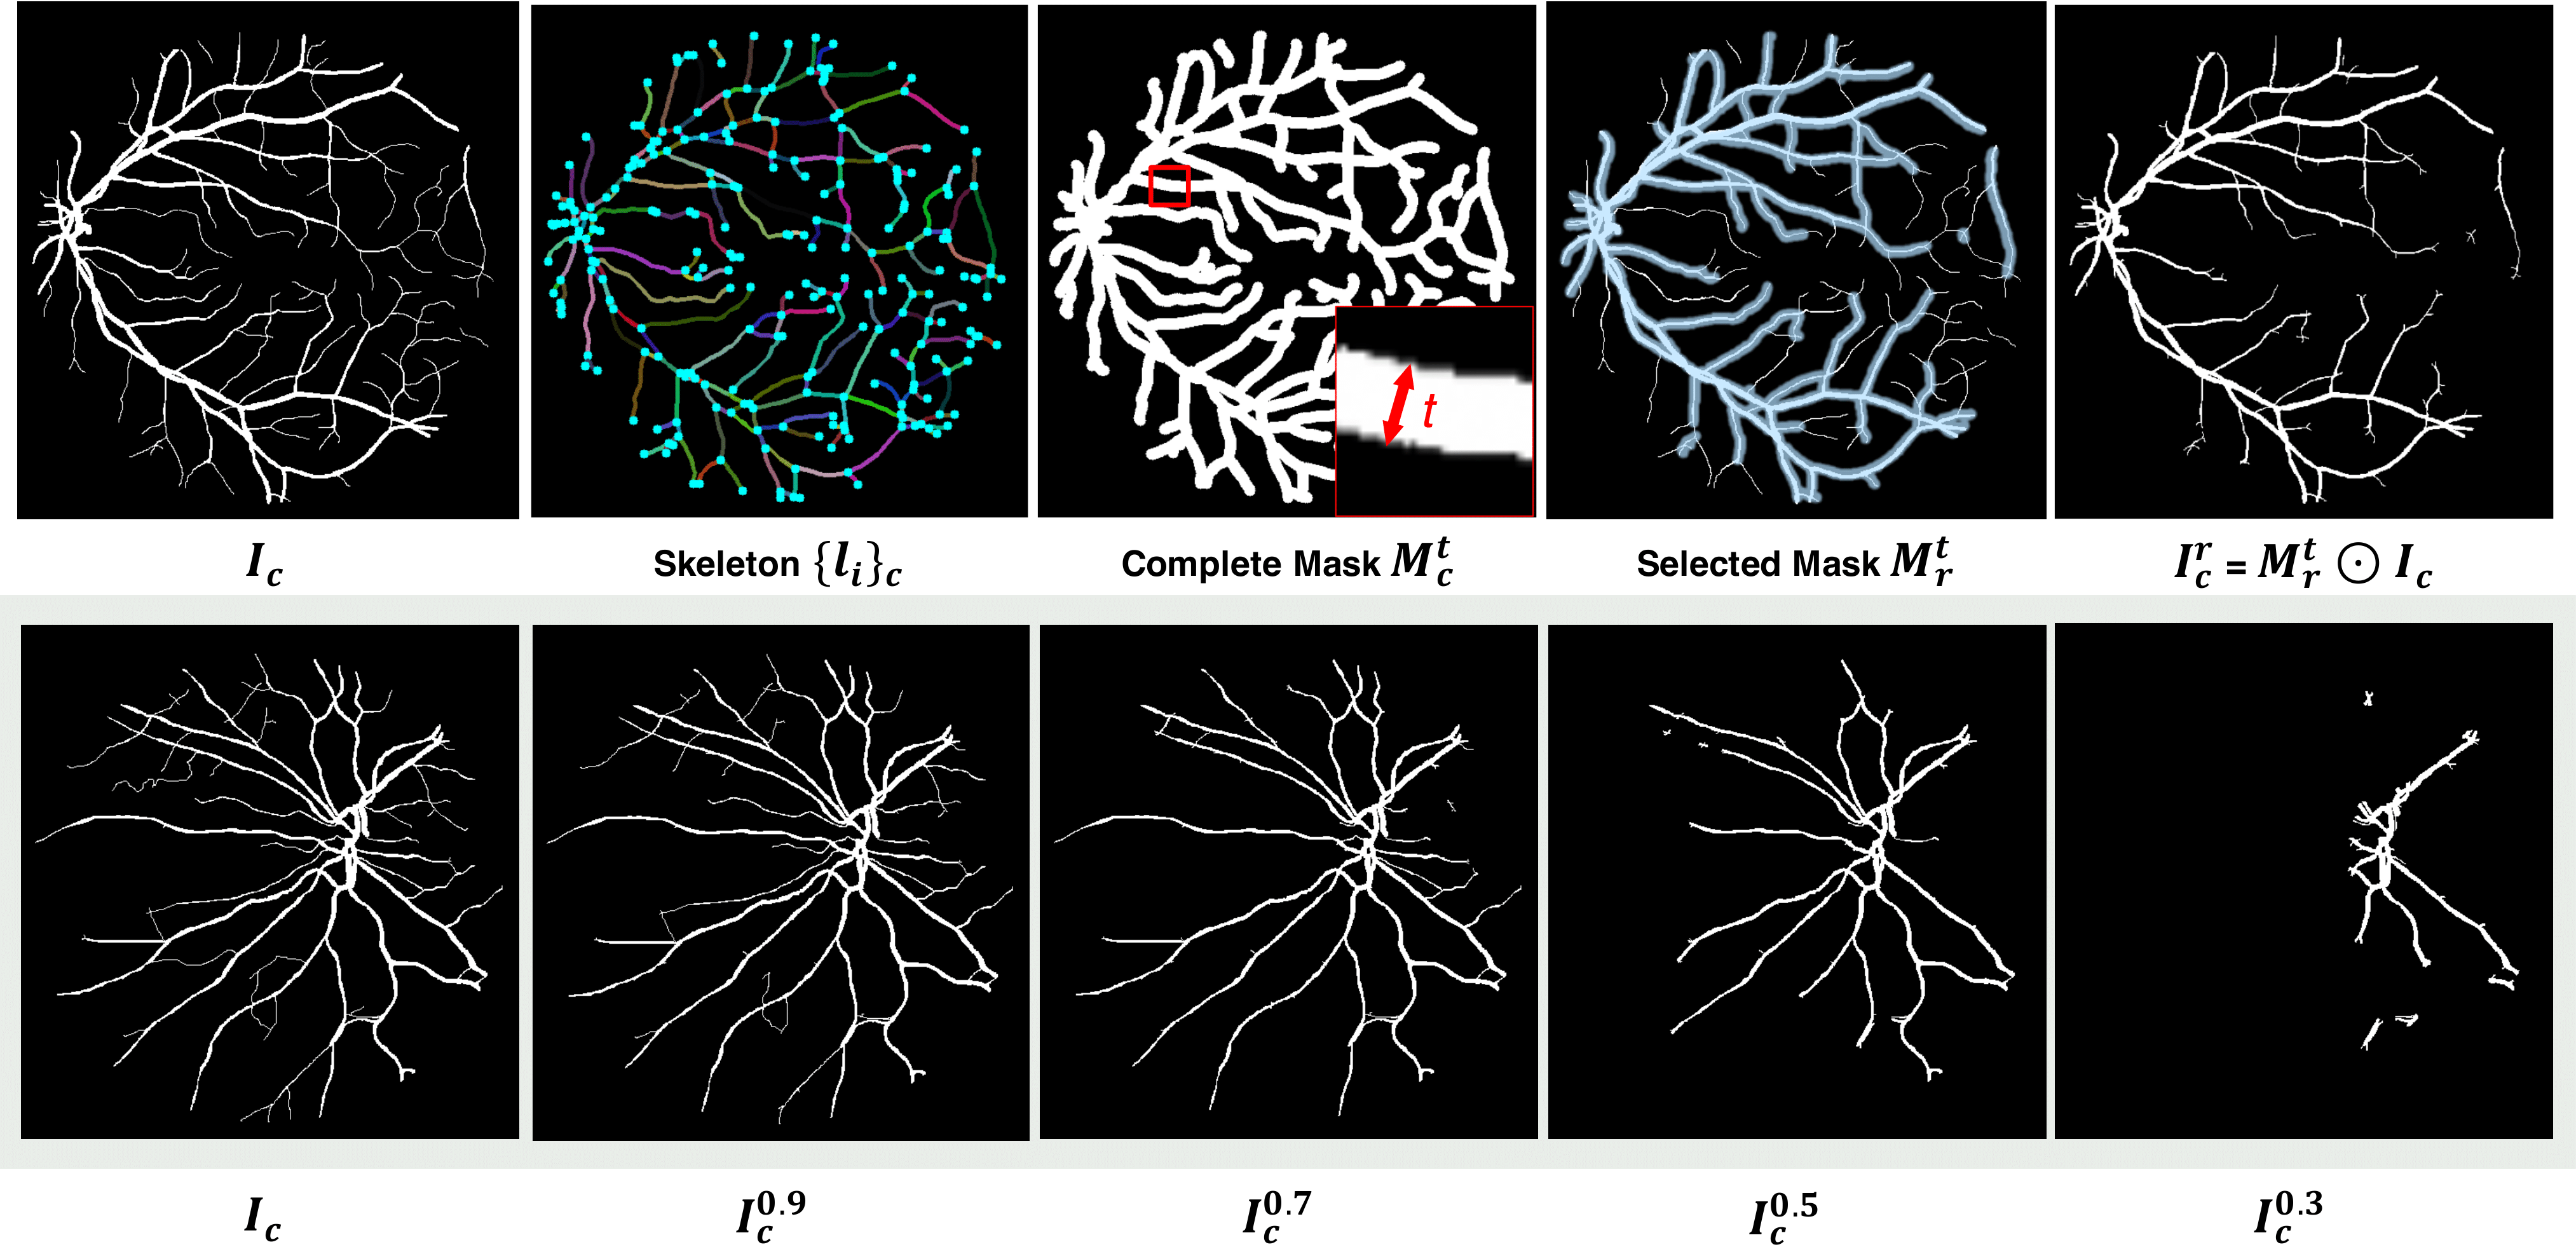 t
I_c
Skeleton {l_i}_c
Complete Mask M_c^t
Selected Mask M_r^t
I_c^r = M_r^t ⊙ I_c
I_c
I_c^{0.9}
I_c^{0.7}
I_c^{0.5}
I_c^{0.3}